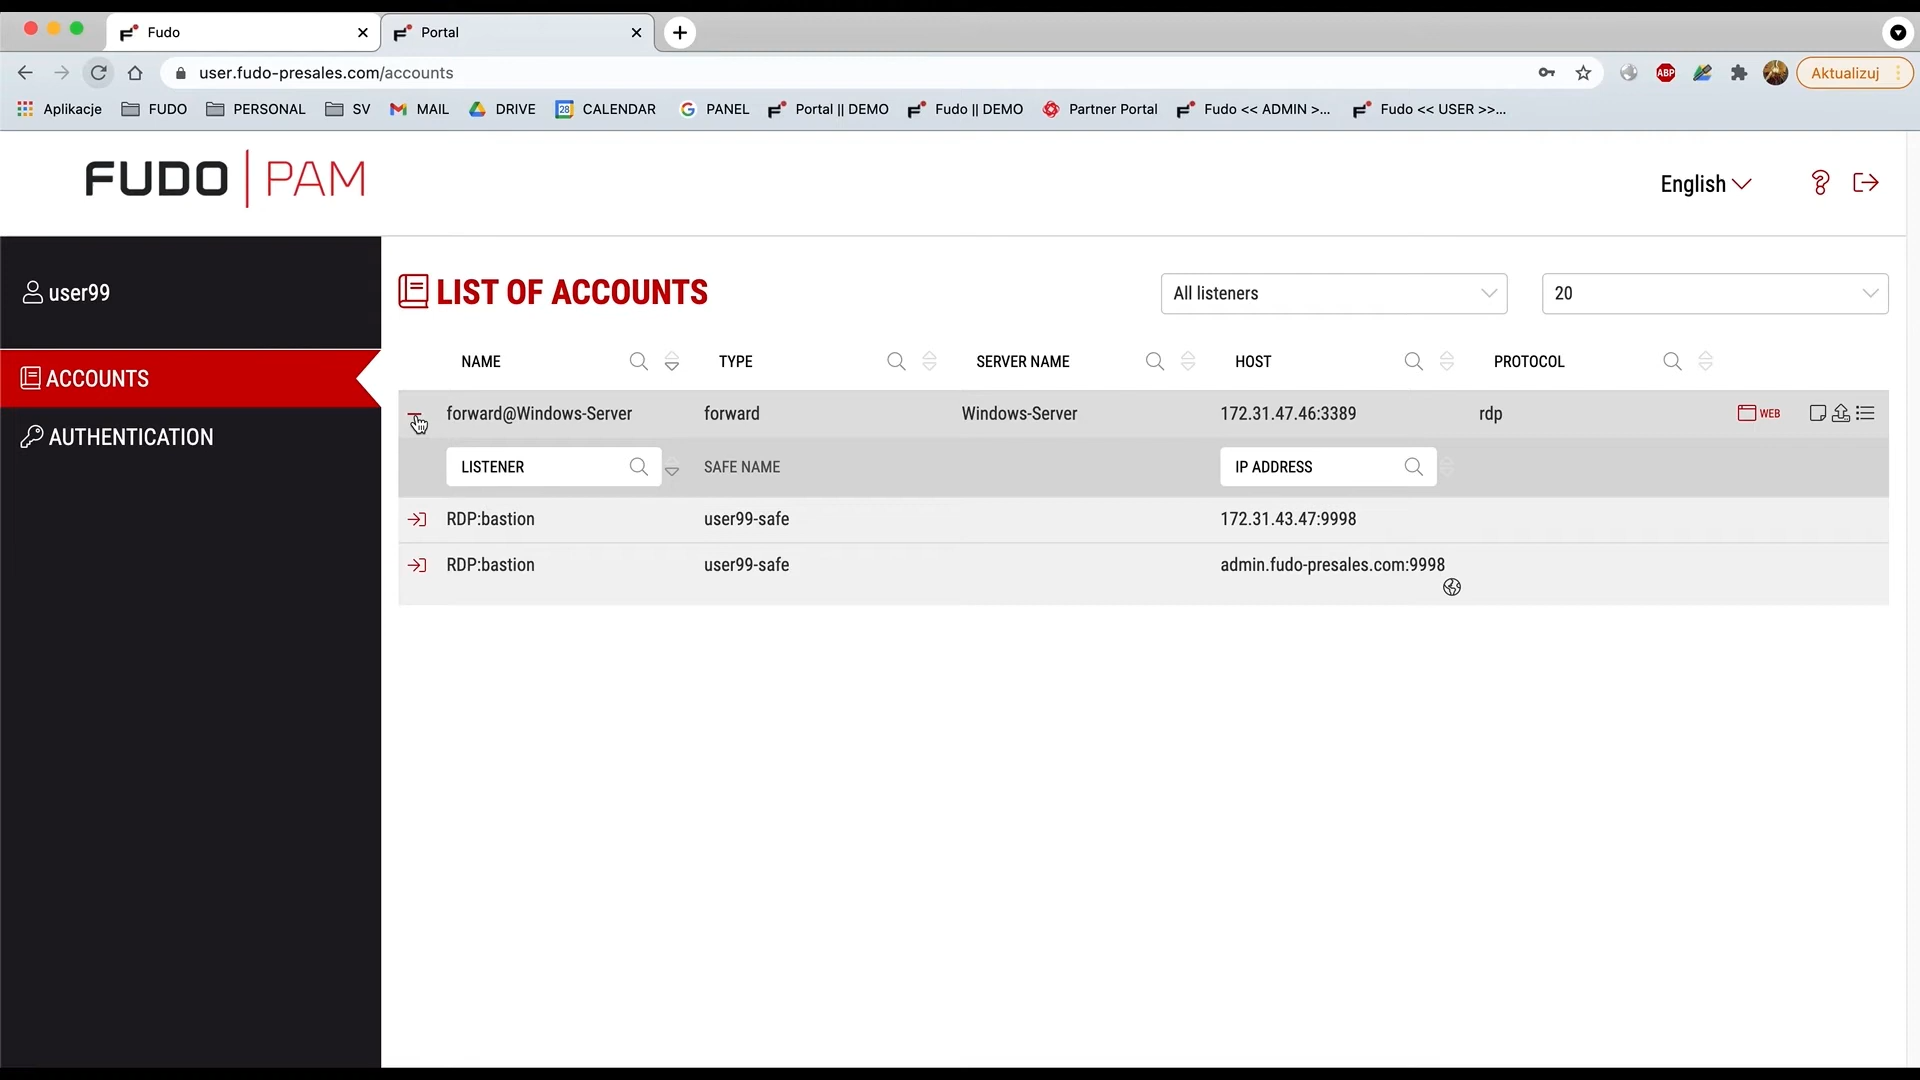 Fudo
Portal
user.fudo-presales.com/accounts
ABP
Aktualizuj
Aplikacje
FUDO
PERSONAL
SV
MAIL
DRIVE
28
CALENDAR
PANEL
Portal || DEMO
Fudo || DEMO
Partner Portal
Fudo << ADMIN >...
Fudo << USER >>...
FUDO | PAM
English
user99
ACCOUNTS
AUTHENTICATION
LIST OF ACCOUNTS
All listeners
20
NAME TYPE SERVER NAME HOST PROTOCOL
forward@Windows-Server forward Windows-Server 172.31.47.46:3389 rdp WEB
LISTENER SAFE NAME IP ADDRESS
RDP:bastion user99-safe 172.31.43.47:9998
RDP:bastion user99-safe admin.fudo-presales.com:9998